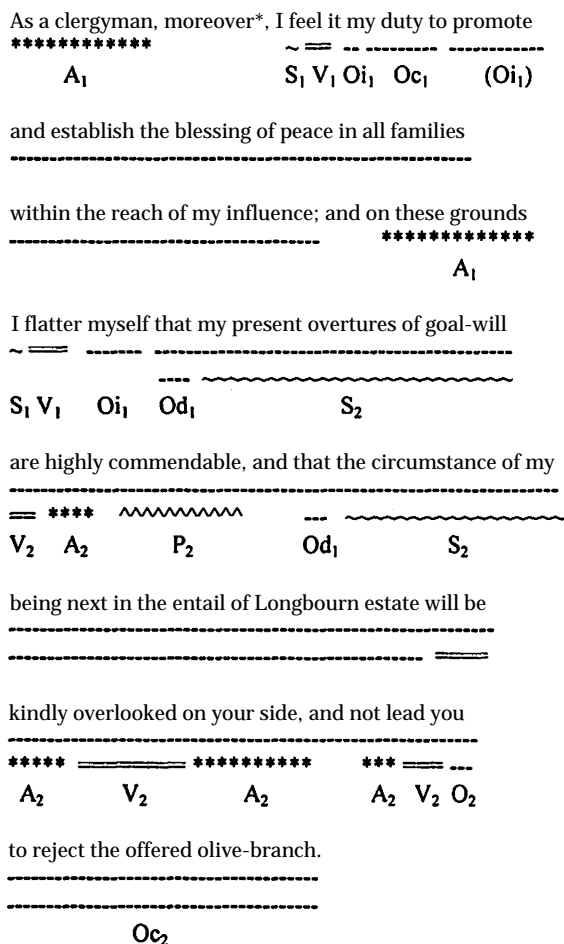 As a clergyman, moreover*, I feel it my duty to promote
************
A₁ S₁ V₁ Oi₁ Oc₁ (Oi₁)
and establish the blessing of peace in all families
within the reach of my influence; and on these grounds
*************
A₁
I flatter myself that my present overtures of goal-will
S₁ V₁ Oi₁ Od₁ S₂
are highly commendable, and that the circumstance of my
****
V₂ A₂ P₂ Od₁ S₂
being next in the entail of Longbourn estate will be
kindly overlooked on your side, and not lead you
***** ********** ***
A₂ V₂ A₂ A₂ V₂ O₂
to reject the offered olive-branch.
Oc₂